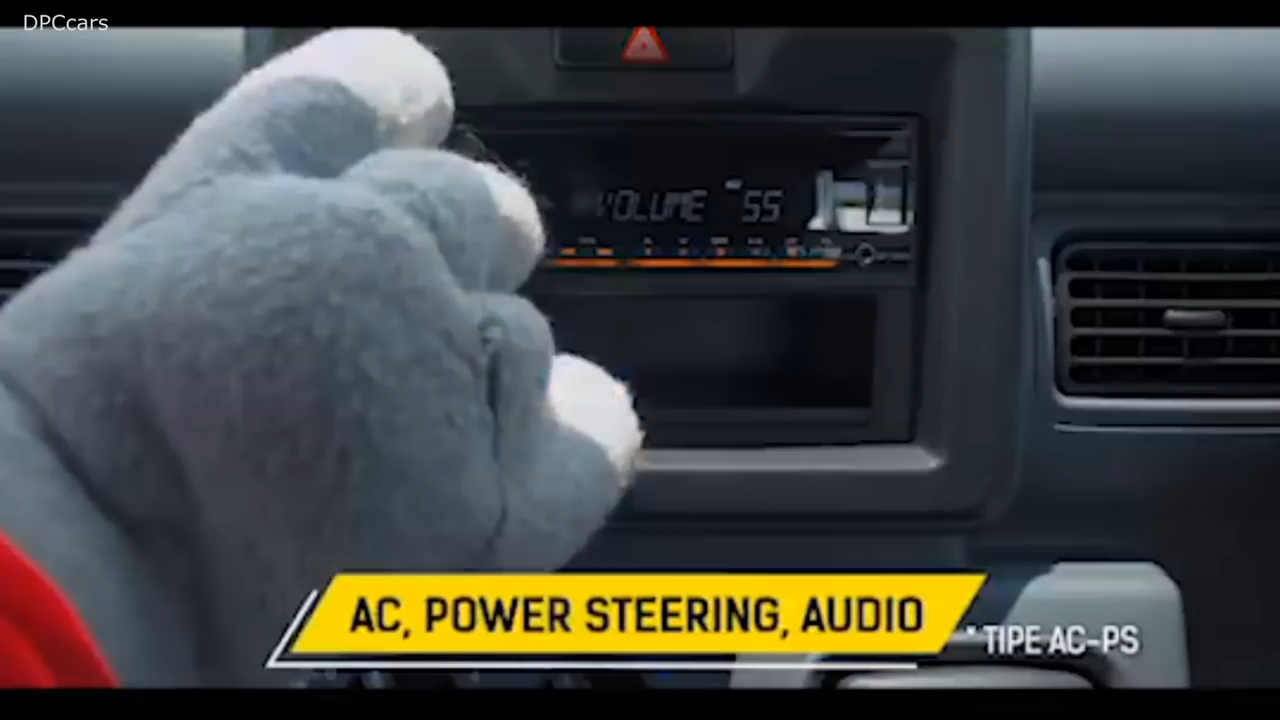 DPCcars
VOLUME 55
AC, POWER STEERING, AUDIO
* TIPE AC-PS